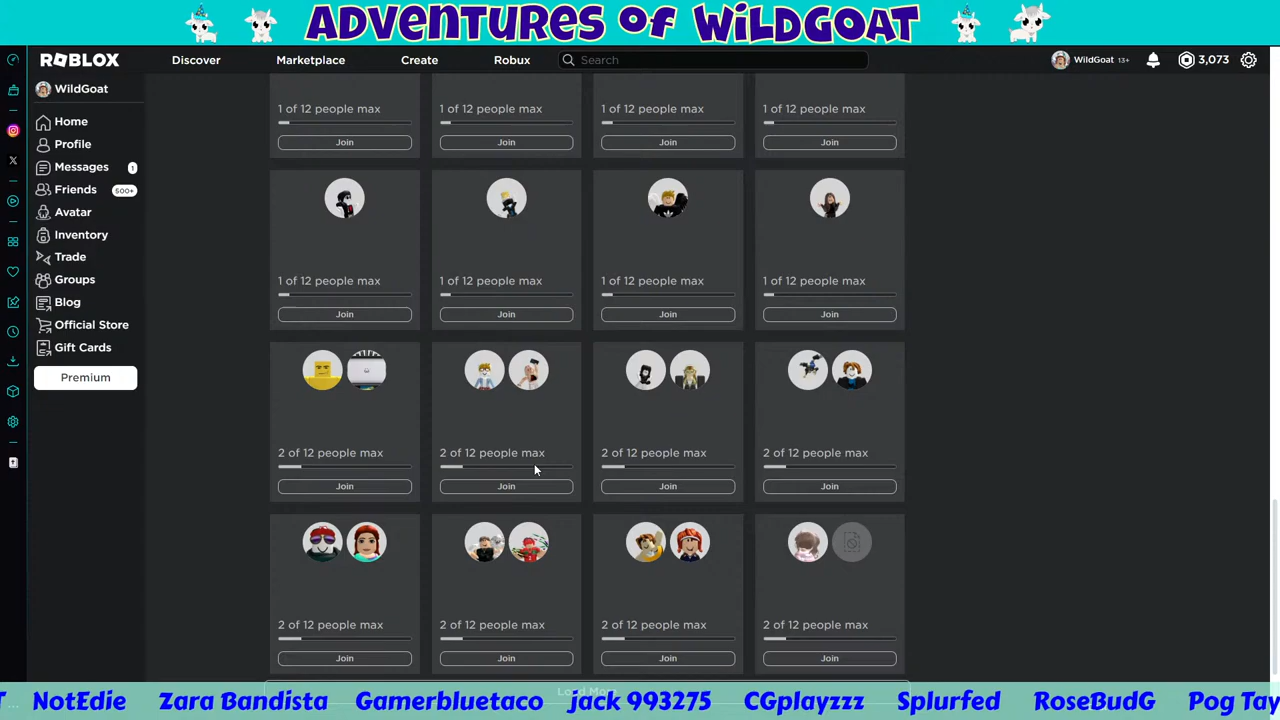 ADVENTURES OF WILDGOAT
ROBLOX Discover Marketplace Create Robux Search WildGoat 13+ 3,073
WildGoat
Home
Profile
Messages 1
Friends 500+
Avatar
Inventory
Trade
Groups
Blog
Official Store
Gift Cards
Premium
1 of 12 people max 1 of 12 people max 1 of 12 people max 1 of 12 people max
Join Join Join Join
1 of 12 people max 1 of 12 people max 1 of 12 people max 1 of 12 people max
Join Join Join Join
2 of 12 people max 2 of 12 people max 2 of 12 people max 2 of 12 people max
Join Join Join Join
2 of 12 people max 2 of 12 people max 2 of 12 people max 2 of 12 people max
Join Join Join Join
Load More
NotEdie Zara Bandista Gamerbluetaco jack 993275 CGplayzzz Splurfed RoseBudG Pog Tay